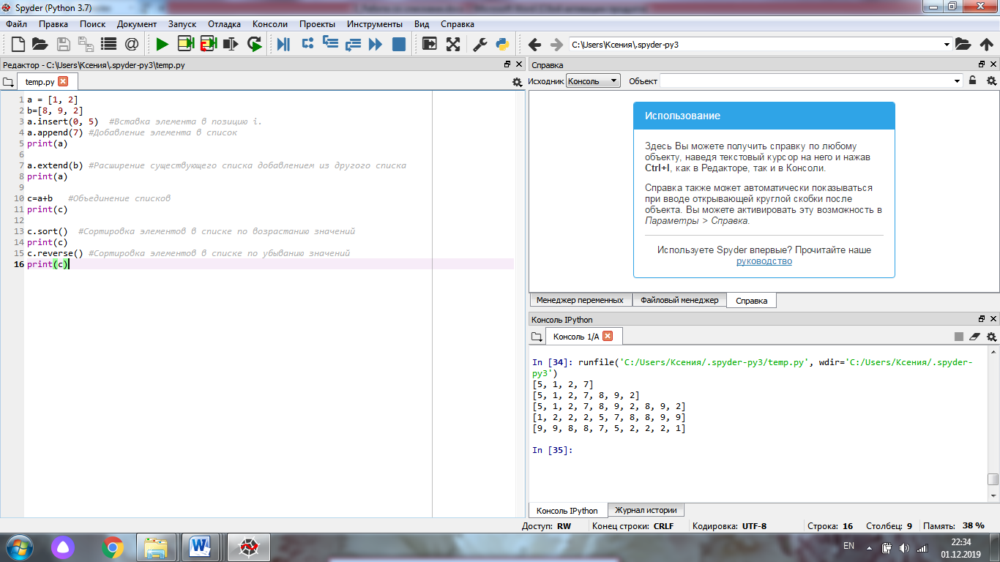 Spyder (Python 3.7)
Файл Правка Поиск Документ Запуск Отладка Консоли Проекты Инструменты Вид Справка
C:\Users\Ксения\.spyder-py3
Редактор - C:\Users\Ксения\.spyder-py3\temp.py
temp.py
1 a = [1, 2]
2 b=[8, 9, 2]
3 a.insert(0, 5)  #Вставка элемента в позицию i.
4 a.append(7) #Добавление элемента в список
5 print(a)
6
7 a.extend(b) #Расширение существующего списка добавлением из другого списка
8 print(a)
9
10 c=a+b   #Объединение списков
11 print(c)
12
13 c.sort()  #Сортировка элементов в списке по возрастанию значений
14 print(c)
15 c.reverse() #Сортировка элементов в списке по убыванию значений
16 print(c)
Справка
Исходник Консоль Объект
Использование
Здесь Вы можете получить справку по любому
объекту, наведя текстовый курсор на него и нажав
Ctrl+I, как в Редакторе, так и в Консоли.
Справка также может автоматически показываться
при вводе открывающей круглой скобки после
объекта. Вы можете активировать эту возможность в
Параметры > Справка.
Используете Spyder впервые? Прочитайте наше
руководство
Менеджер переменных Файловый менеджер Справка
Консоль IPython
Консоль 1/A
In [34]: runfile('C:/Users/Ксения/.spyder-py3/temp.py', wdir='C:/Users/Ксения/.spyder-
py3')
[5, 1, 2, 7]
[5, 1, 2, 7, 8, 9, 2]
[5, 1, 2, 7, 8, 9, 2, 8, 9, 2]
[1, 2, 2, 2, 5, 7, 8, 8, 9, 9]
[9, 9, 8, 8, 7, 5, 2, 2, 2, 1]
In [35]:
Консоль IPython Журнал истории
Доступ: RW Конец строки: CRLF Кодировка: UTF-8 Строка: 16 Столбец: 9 Память: 38 %
EN
22:34
01.12.2019